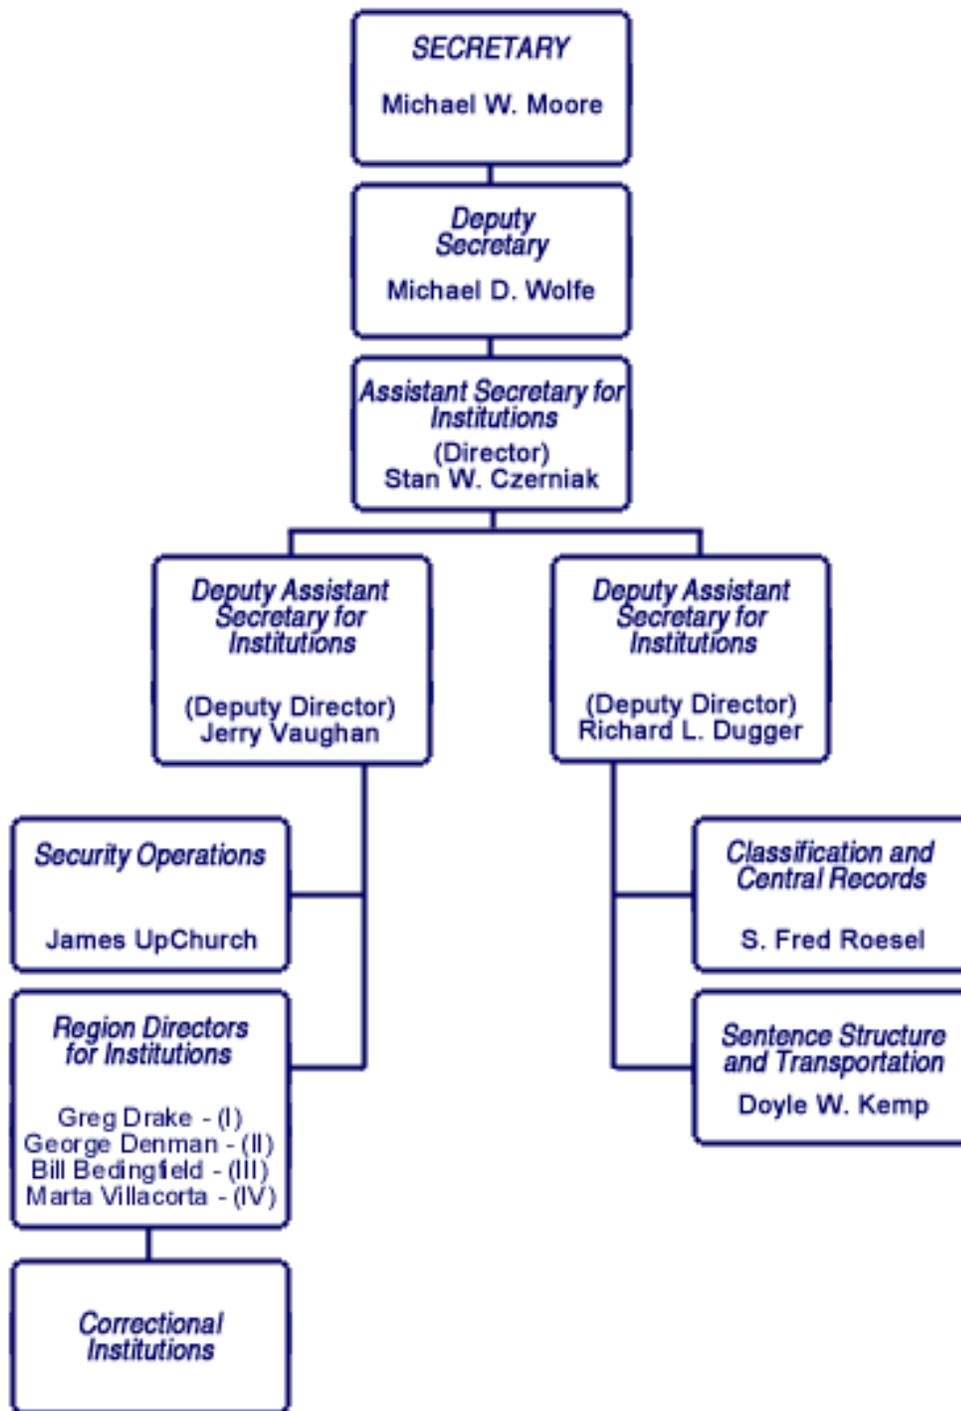 SECRETARY
Michael W. Moore
Deputy
Secretary
Michael D. Wolfe
Assistant Secretary for
Institutions
(Director)
Stan W. Czerniak
Deputy Assistant
Secretary for
Institutions
(Deputy Director)
Jerry Vaughan
Deputy Assistant
Secretary for
Institutions
(Deputy Director)
Richard L. Dugger
Security Operations
James UpChurch
Classification and
Central Records
S. Fred Roesel
Region Directors
for Institutions
Greg Drake - (I)
George Denman - (II)
Bill Bedingfield - (III)
Marta Villacorta - (IV)
Sentence Structure
and Transportation
Doyle W. Kemp
Correctional
Institutions